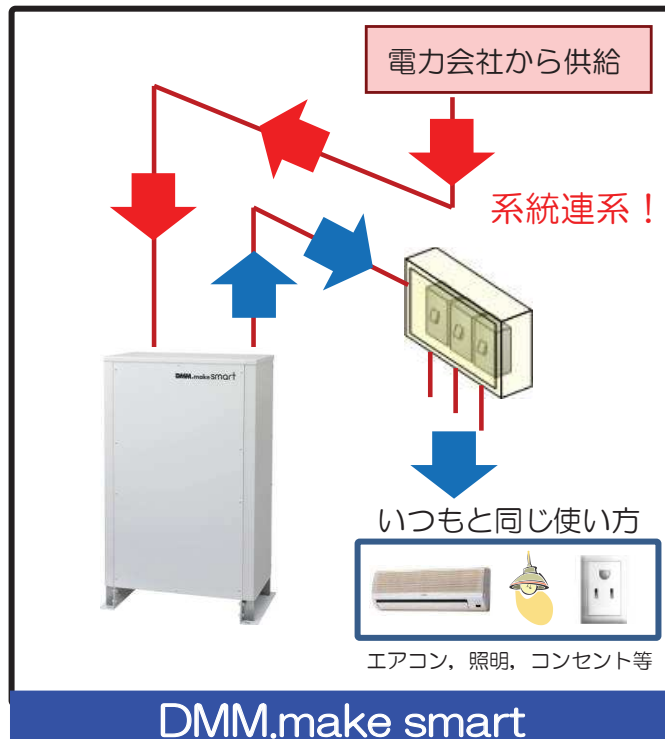 電力会社から供給
系統連系！
DMM.make smart
いつもと同じ使い方
エアコン，照明，コンセント等
DMM.make smart